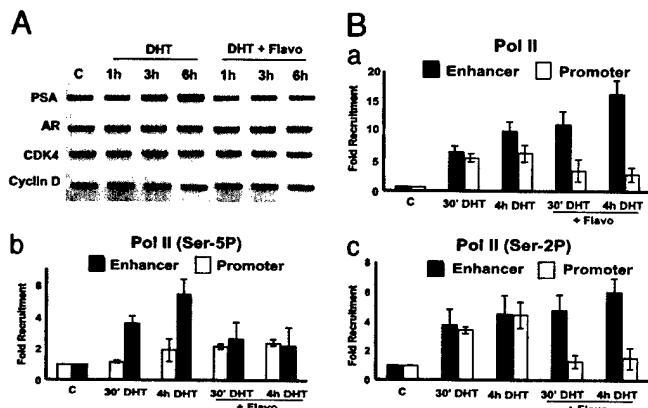 A
DHT DHT + Flavo
C 1h 3h 6h 1h 3h 6h
PSA
AR
CDK4
Cyclin D
B
a
Pol II
Enhancer Promoter
Fold Recruitment
20
15
10
5
0
C 30' DHT 4h DHT 30' DHT 4h DHT
+ Flavo
b
Pol II (Ser-5P)
Enhancer Promoter
Fold Recruitment
6
4
2
0
C 30' DHT 4h DHT 30' DHT 4h DHT
+ Flavo
c
Pol II (Ser-2P)
Enhancer Promoter
Fold Recruitment
8
6
4
2
0
C 30' DHT 4h DHT 30' DHT 4h DHT
+ Flavo